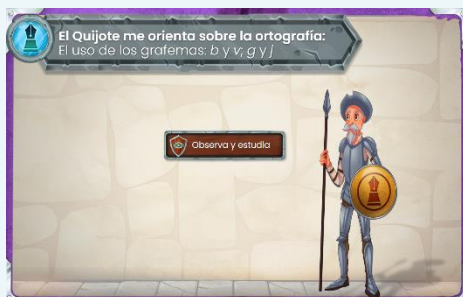 El Quijote me orienta sobre la ortografía:
El uso de los grafemas: b y v; g y j
Observa y estudia